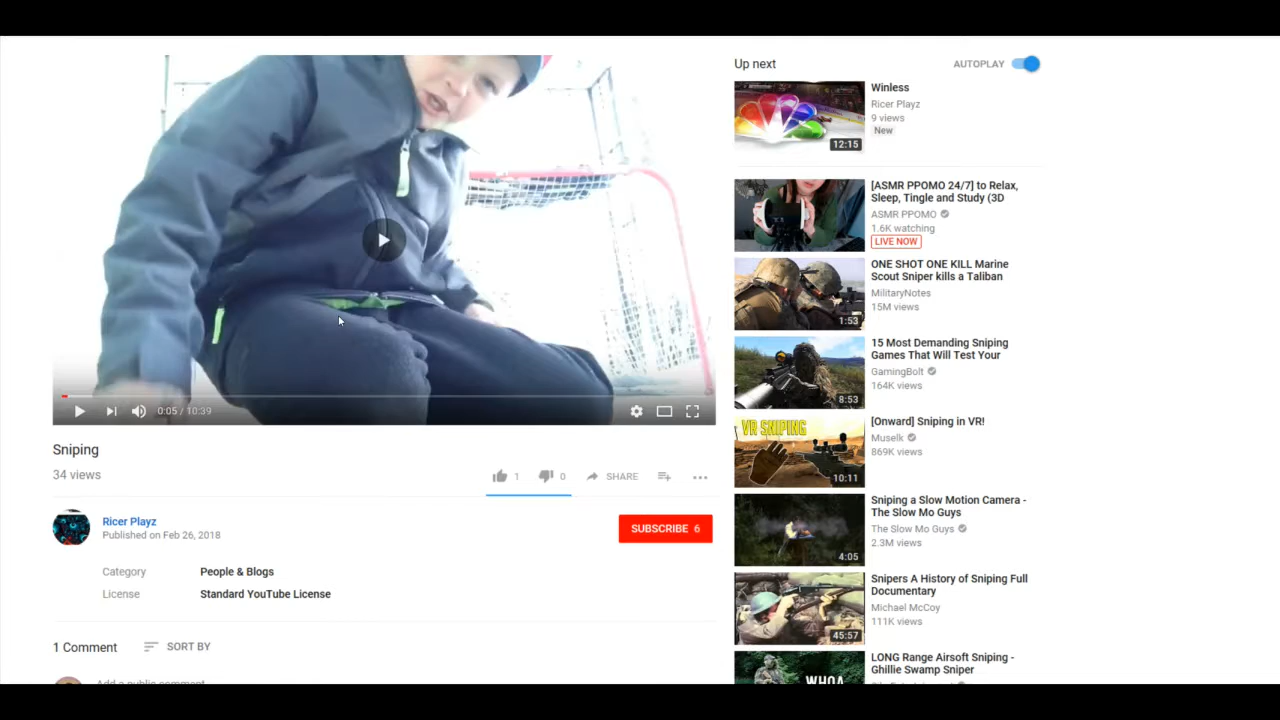 Up next
AUTOPLAY
Winless
Ricer Playz
9 views
New
12:15
[ASMR PPOMO 24/7] to Relax,
Sleep, Tingle and Study (3D
ASMR PPOMO
1.6K watching
LIVE NOW
ONE SHOT ONE KILL Marine
Scout Sniper kills a Taliban
MilitaryNotes
15M views
1:53
15 Most Demanding Sniping
Games That Will Test Your
GamingBolt
164K views
8:53
VR SNIPING
[Onward] Sniping in VR!
Muselk
869K views
10:11
Sniping a Slow Motion Camera -
The Slow Mo Guys
The Slow Mo Guys
2.3M views
4:05
Snipers A History of Sniping Full
Documentary
Michael McCoy
111K views
45:57
LONG Range Airsoft Sniping -
Ghillie Swamp Sniper
WHOA
0:05 / 10:39
Sniping
34 views
1 0 SHARE
Ricer Playz
Published on Feb 26, 2018
SUBSCRIBE 6
Category People & Blogs
License Standard YouTube License
1 Comment SORT BY
Add a public comment